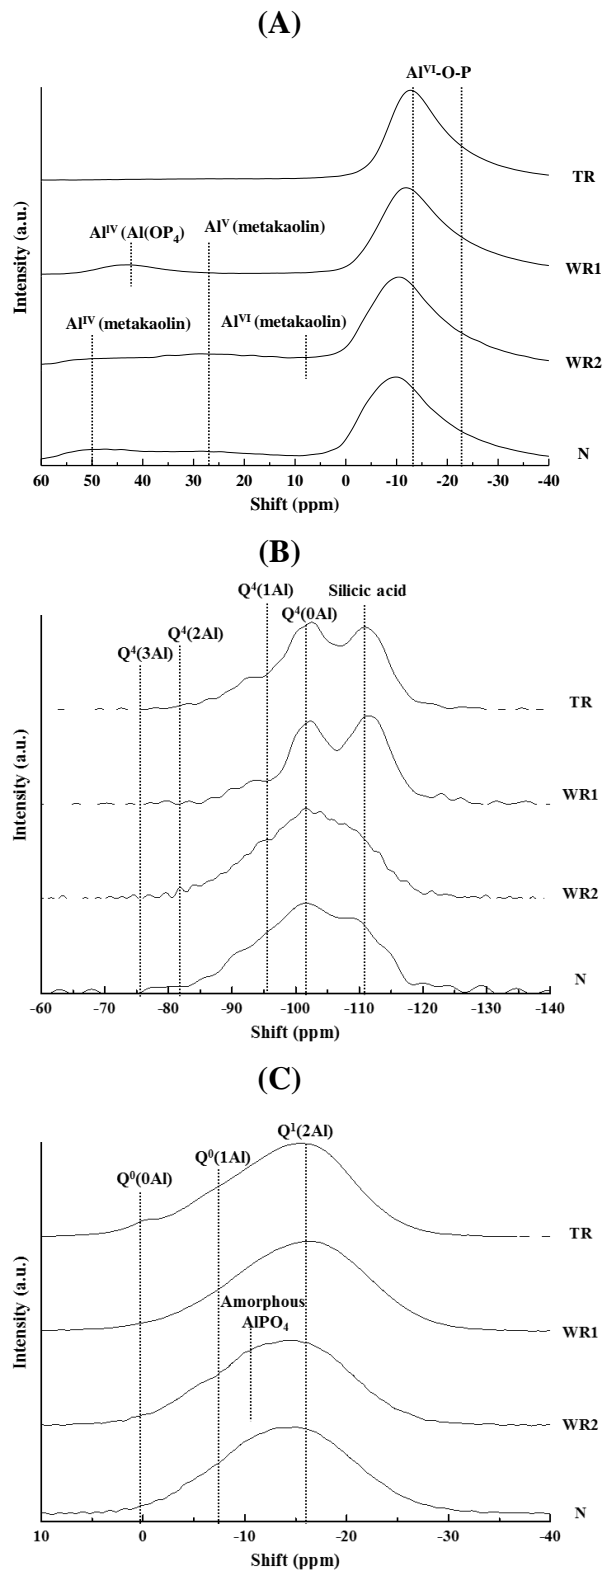 (A)
Al^VI-O-P
TR
Al^IV (Al(OP₄)
Al^V (metakaolin)
WR1
Al^IV (metakaolin)
Al^VI (metakaolin)
WR2
N
Intensity (a.u.)
60 50 40 30 20 10 0 -10 -20 -30 -40
Shift (ppm)
(B)
Q⁴(1Al)
Silicic acid
Q⁴(0Al)
Q⁴(2Al)
Q⁴(3Al)
TR
WR1
WR2
N
Intensity (a.u.)
-60 -70 -80 -90 -100 -110 -120 -130 -140
Shift (ppm)
(C)
Q¹(2Al)
Q⁰(1Al)
Q⁰(0Al)
TR
Amorphous
AlPO₄
WR1
WR2
N
Intensity (a.u.)
10 0 -10 -20 -30 -40
Shift (ppm)